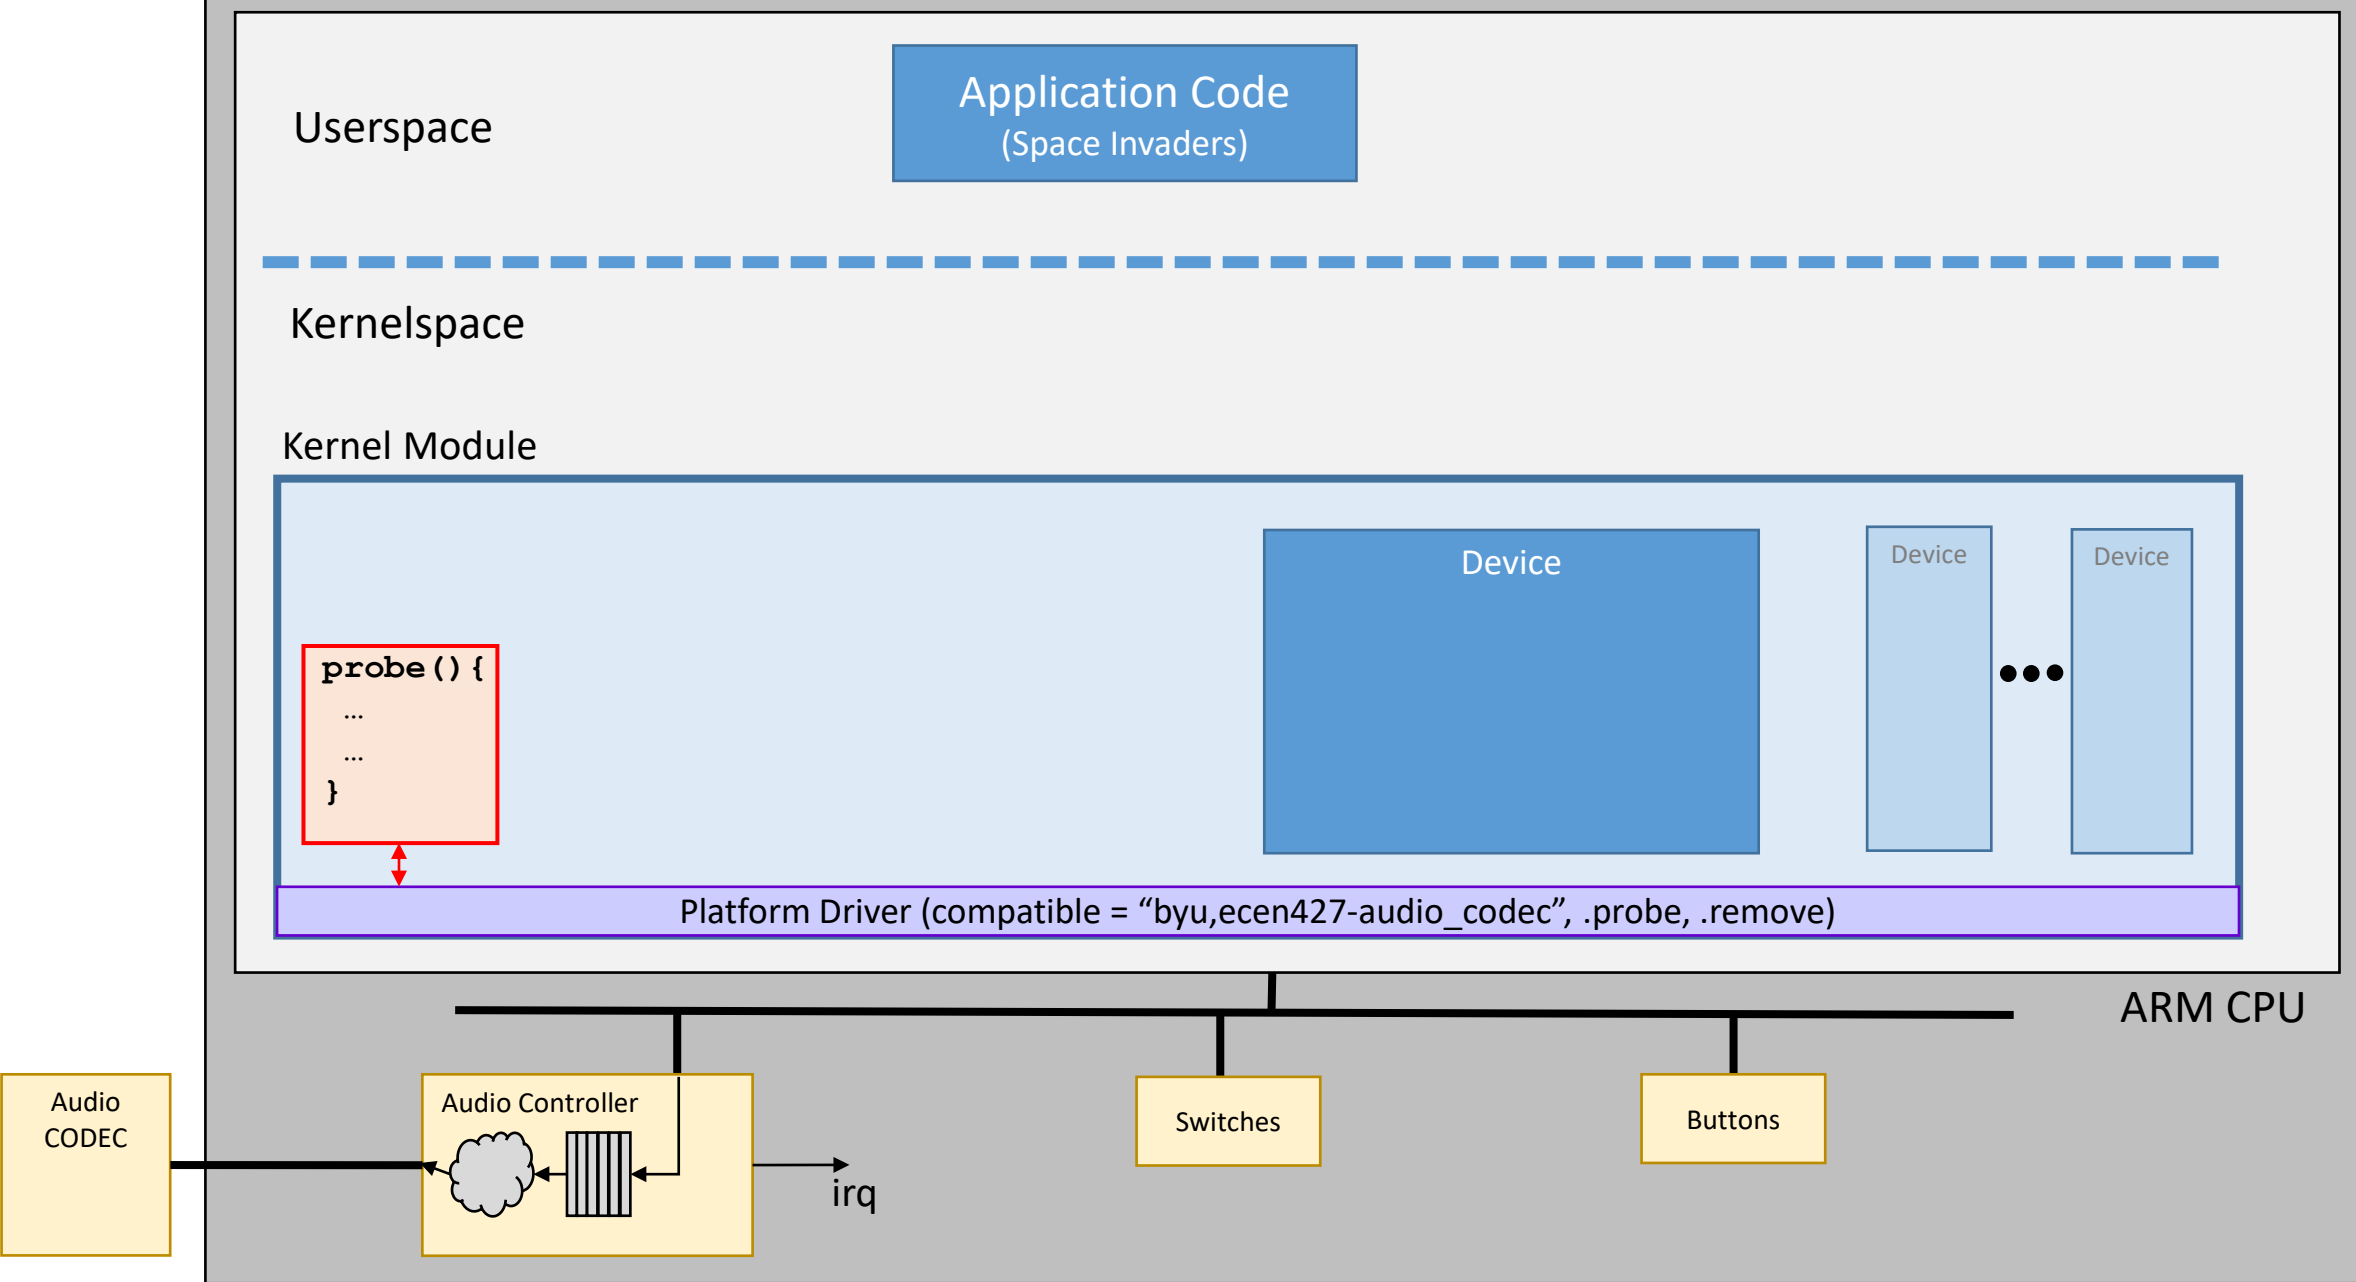 Application Code
(Space Invaders)
Userspace
Kernelspace
Kernel Module
Device
Device
Device
probe(){
...
...
}
Platform Driver (compatible = “byu,ecen427-audio_codec”, .probe, .remove)
ARM CPU
Audio
CODEC
Audio Controller
irq
Switches
Buttons